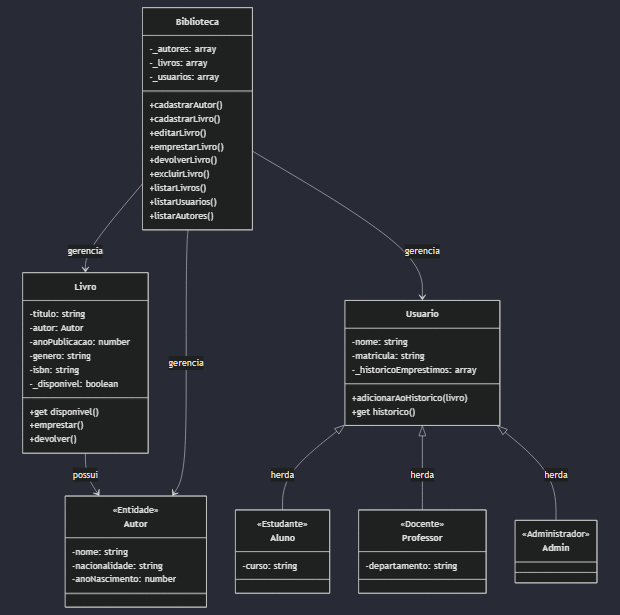 Biblioteca
-_autores: array
-_livros: array
-_usuarios: array
+cadastrarAutor()
+cadastrarLivro()
+editarLivro()
+emprestarLivro()
+devolverLivro()
+excluirLivro()
+listarLivros()
+listarUsuarios()
+listarAutores()
gerencia
gerencia
gerencia
Livro
-titulo: string
-autor: Autor
-anoPublicacao: number
-genero: string
-isbn: string
-_disponivel: boolean
+get disponivel()
+emprestar()
+devolver()
Usuario
-nome: string
-matricula: string
-_historicoEmprestimos: array
+adicionarAoHistorico(livro)
+get historico()
possui
herda
herda
herda
«Entidade»
Autor
-nome: string
-nacionalidade: string
-anoNascimento: number
«Estudante»
Aluno
-curso: string
«Docente»
Professor
-departamento: string
«Administrador»
Admin